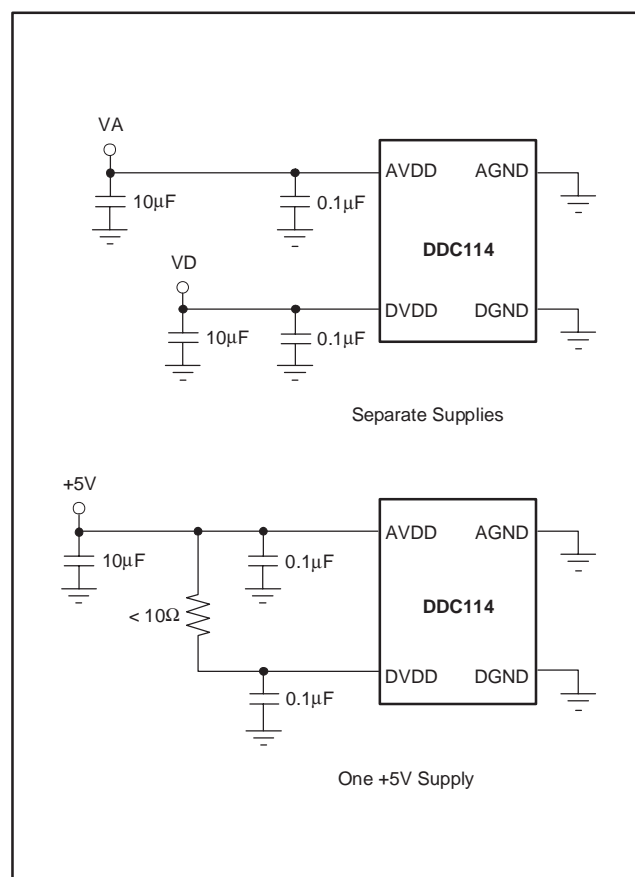 VA
10μF
0.1μF
AVDD
AGND
DDC114
VD
10μF
0.1μF
DVDD
DGND
Separate Supplies
+5V
10μF
0.1μF
AVDD
AGND
< 10Ω
DDC114
0.1μF
DVDD
DGND
One +5V Supply